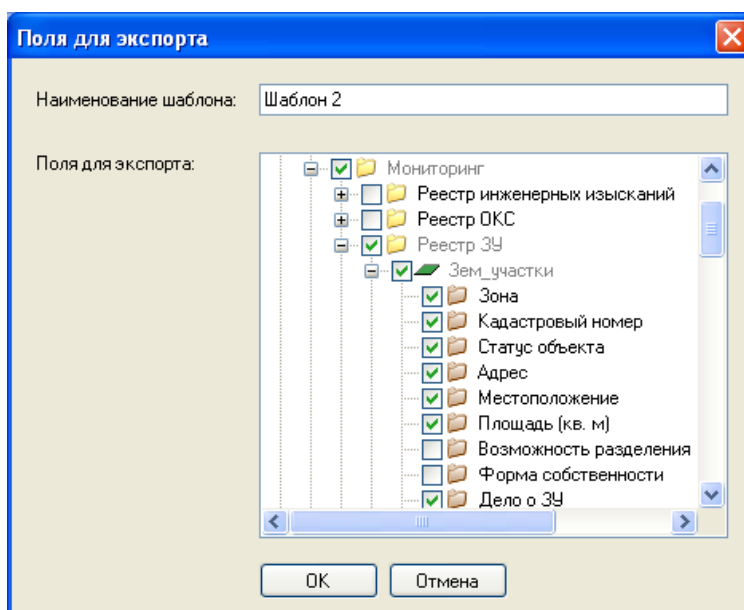 Поля для экспорта
Наименование шаблона: Шаблон 2
Поля для экспорта:
Мониторинг
Реестр инженерных изысканий
Реестр ОКС
Реестр ЗУ
Зем_участки
Зона
Кадастровый номер
Статус объекта
Адрес
Местоположение
Площадь (кв. м)
Возможность разделения
Форма собственности
Дело о ЗУ
OK Отмена